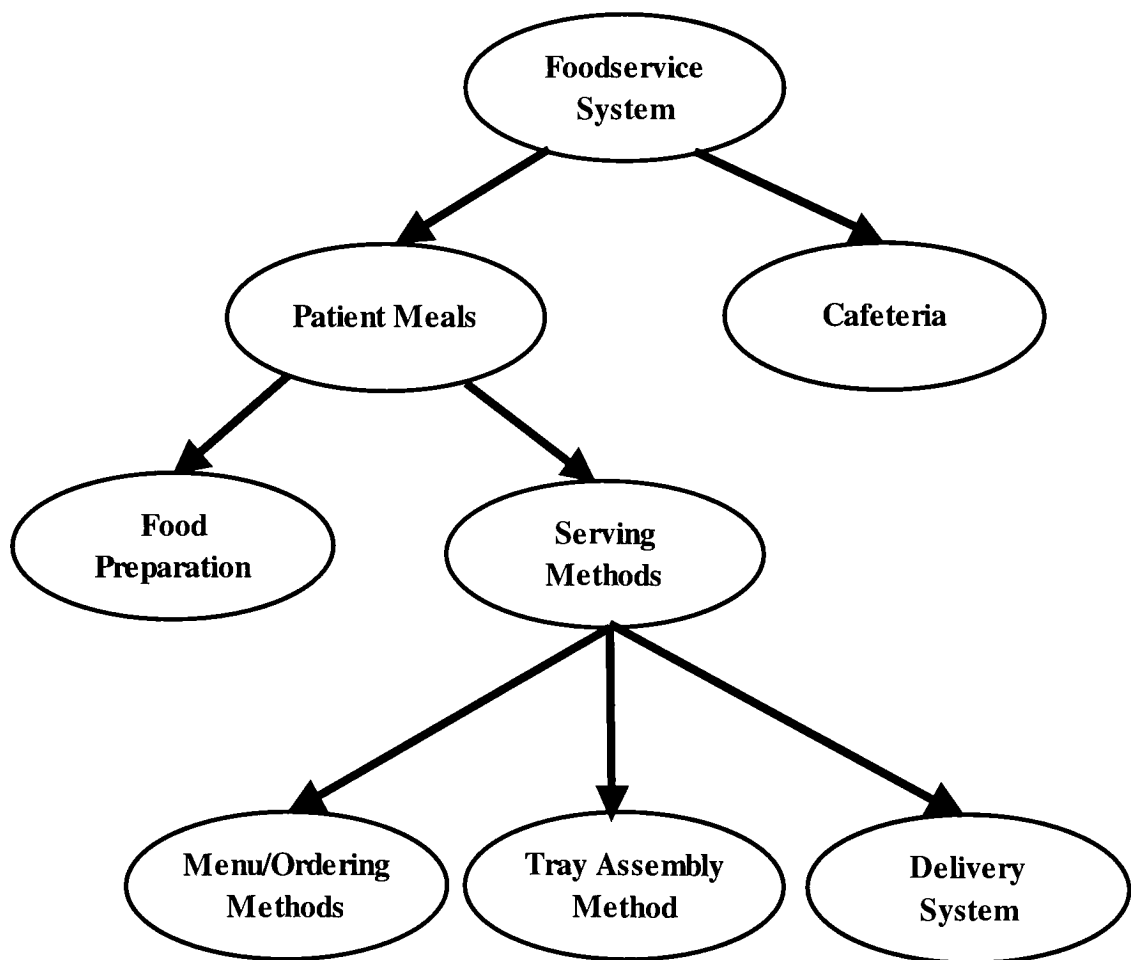 Foodservice
System
Patient Meals
Cafeteria
Food
Preparation
Serving
Methods
Menu/Ordering
Methods
Tray Assembly
Method
Delivery
System